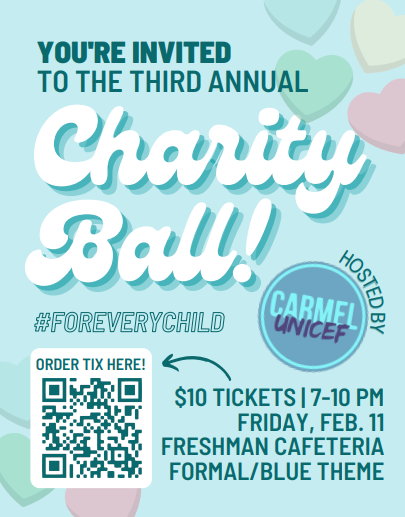 YOU'RE INVITED
TO THE THIRD ANNUAL
Charity
Ball!
HOSTED BY
CARMEL
UNICEF
#FOREVERYCHILD
ORDER TIX HERE!
$10 TICKETS | 7-10 PM
FRIDAY, FEB. 11
FRESHMAN CAFETERIA
FORMAL/BLUE THEME